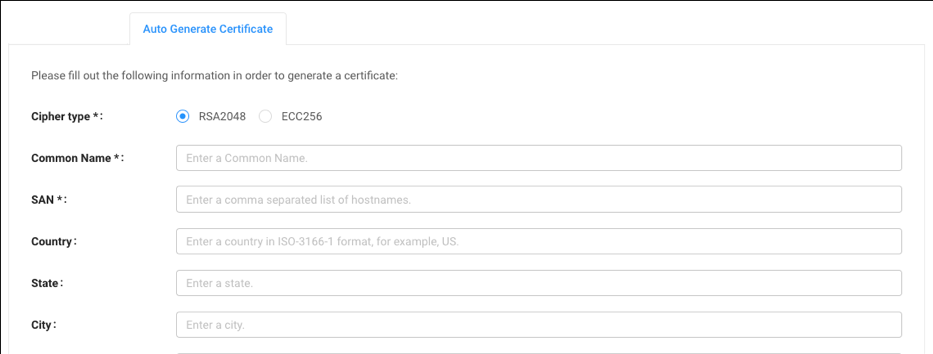 Auto Generate Certificate
Please fill out the following information in order to generate a certificate:
Cipher type *: RSA2048 ECC256
Common Name *: Enter a Common Name.
SAN *: Enter a comma separated list of hostnames.
Country: Enter a country in ISO-3166-1 format, for example, US.
State: Enter a state.
City: Enter a city.